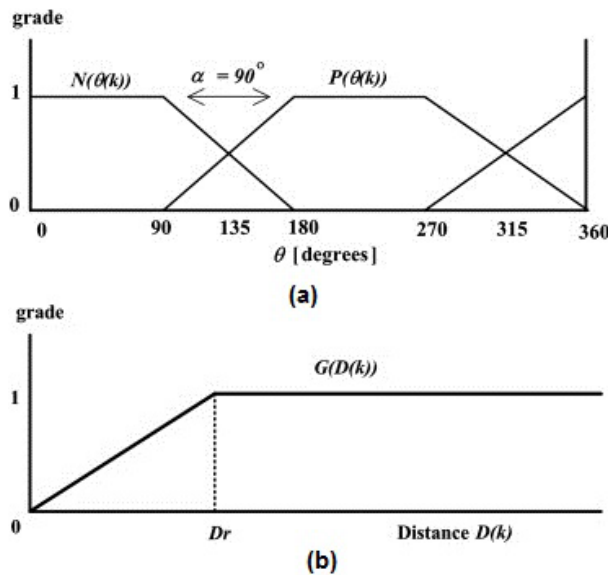 grade
N(θ(k)) α = 90° P(θ(k))
1
0
0 90 135 180 270 315 360
θ [degrees]
(a)
grade
G(D(k))
1
0
Dr Distance D(k)
(b)